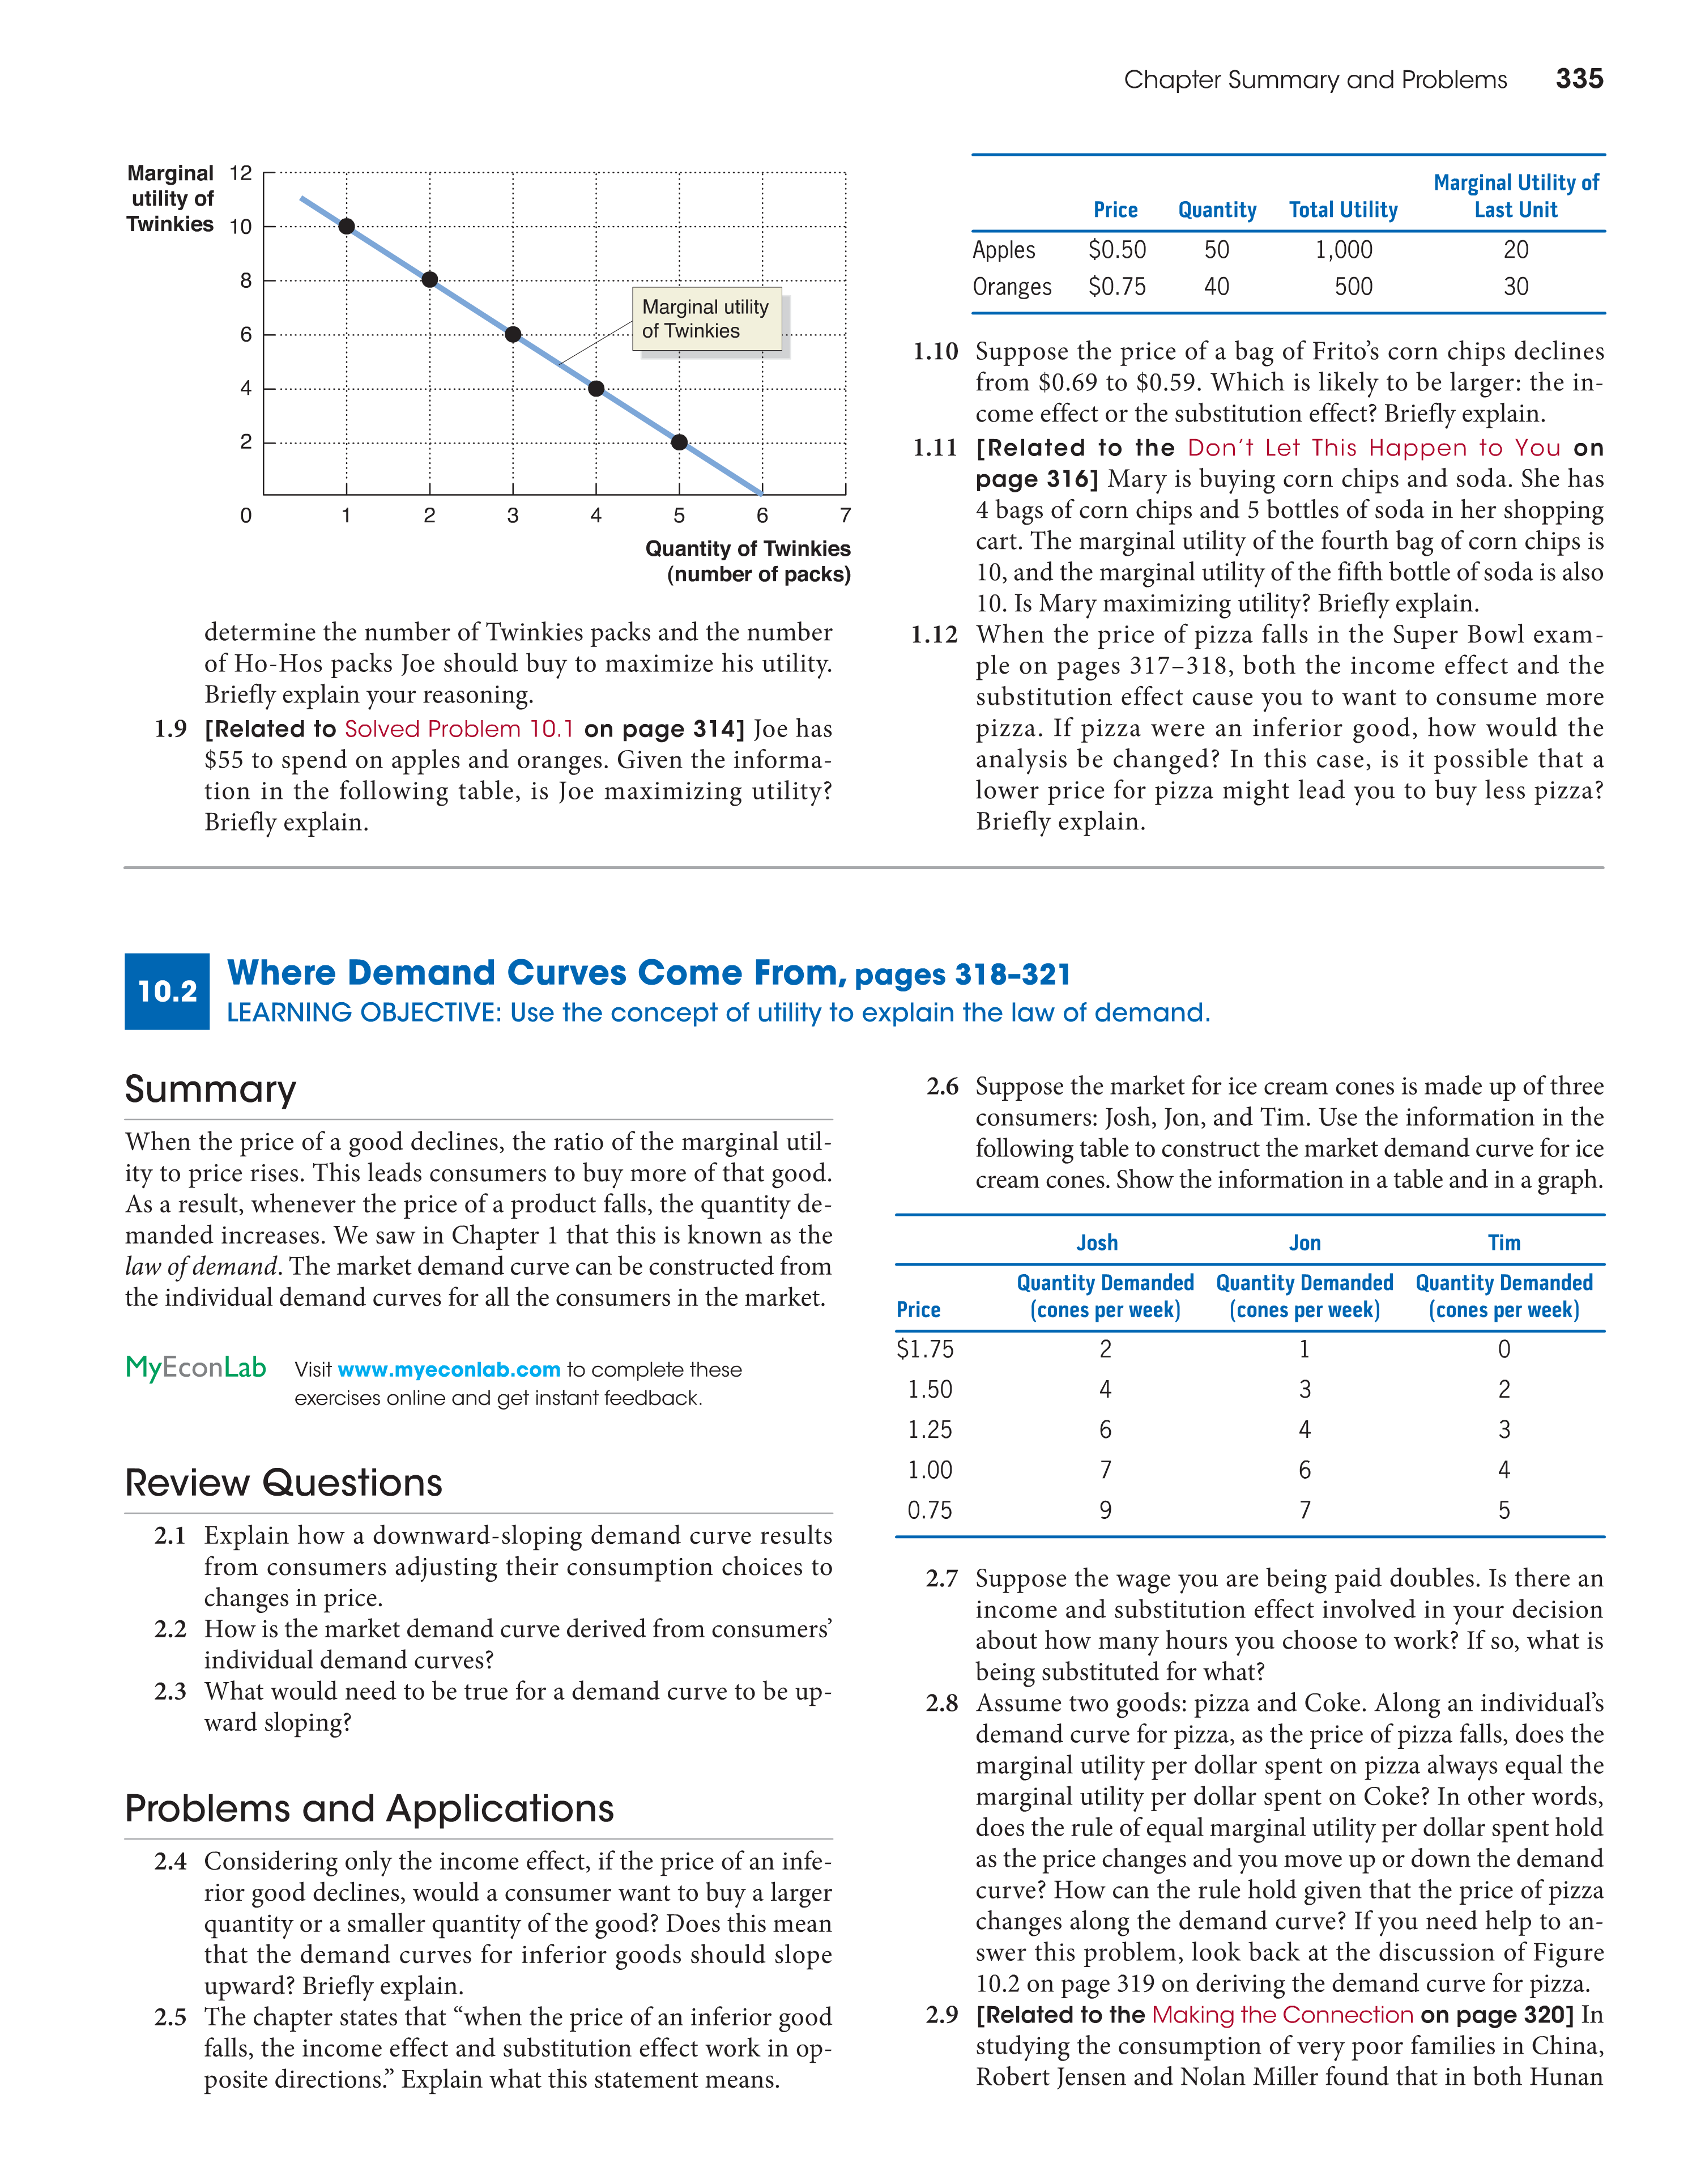 Chapter Summary and Problems 335
Marginal
utility of
Twinkies
12
10
8
6
4
2
0 1 2 3 4 5 6 7
Marginal utility
of Twinkies
Quantity of Twinkies
(number of packs)
determine the number of Twinkies packs and the number
of Ho-Hos packs Joe should buy to maximize his utility.
Briefly explain your reasoning.
1.9 [Related to Solved Problem 10.1 on page 314] Joe has
$55 to spend on apples and oranges. Given the informa-
tion in the following table, is Joe maximizing utility?
Briefly explain.
Marginal Utility of
Price Quantity Total Utility Last Unit
Apples $0.50 50 1,000 20
Oranges $0.75 40 500 30
1.10 Suppose the price of a bag of Frito’s corn chips declines
from $0.69 to $0.59. Which is likely to be larger: the in-
come effect or the substitution effect? Briefly explain.
1.11 [Related to the Don’t Let This Happen to You on
page 316] Mary is buying corn chips and soda. She has
4 bags of corn chips and 5 bottles of soda in her shopping
cart. The marginal utility of the fourth bag of corn chips is
10, and the marginal utility of the fifth bottle of soda is also
10. Is Mary maximizing utility? Briefly explain.
1.12 When the price of pizza falls in the Super Bowl exam-
ple on pages 317–318, both the income effect and the
substitution effect cause you to want to consume more
pizza. If pizza were an inferior good, how would the
analysis be changed? In this case, is it possible that a
lower price for pizza might lead you to buy less pizza?
Briefly explain.
10.2 Where Demand Curves Come From, pages 318–321
LEARNING OBJECTIVE: Use the concept of utility to explain the law of demand.
Summary
When the price of a good declines, the ratio of the marginal util-
ity to price rises. This leads consumers to buy more of that good.
As a result, whenever the price of a product falls, the quantity de-
manded increases. We saw in Chapter 1 that this is known as the
law of demand. The market demand curve can be constructed from
the individual demand curves for all the consumers in the market.
MyEconLab Visit www.myeconlab.com to complete these
exercises online and get instant feedback.
Review Questions
2.1 Explain how a downward-sloping demand curve results
from consumers adjusting their consumption choices to
changes in price.
2.2 How is the market demand curve derived from consumers’
individual demand curves?
2.3 What would need to be true for a demand curve to be up-
ward sloping?
Problems and Applications
2.4 Considering only the income effect, if the price of an infe-
rior good declines, would a consumer want to buy a larger
quantity or a smaller quantity of the good? Does this mean
that the demand curves for inferior goods should slope
upward? Briefly explain.
2.5 The chapter states that “when the price of an inferior good
falls, the income effect and substitution effect work in op-
posite directions.” Explain what this statement means.
2.6 Suppose the market for ice cream cones is made up of three
consumers: Josh, Jon, and Tim. Use the information in the
following table to construct the market demand curve for ice
cream cones. Show the information in a table and in a graph.
Josh Jon Tim
Quantity Demanded Quantity Demanded Quantity Demanded
Price (cones per week) (cones per week) (cones per week)
$1.75 2 1 0
1.50 4 3 2
1.25 6 4 3
1.00 7 6 4
0.75 9 7 5
2.7 Suppose the wage you are being paid doubles. Is there an
income and substitution effect involved in your decision
about how many hours you choose to work? If so, what is
being substituted for what?
2.8 Assume two goods: pizza and Coke. Along an individual’s
demand curve for pizza, as the price of pizza falls, does the
marginal utility per dollar spent on pizza always equal the
marginal utility per dollar spent on Coke? In other words,
does the rule of equal marginal utility per dollar spent hold
as the price changes and you move up or down the demand
curve? How can the rule hold given that the price of pizza
changes along the demand curve? If you need help to an-
swer this problem, look back at the discussion of Figure
10.2 on page 319 on deriving the demand curve for pizza.
2.9 [Related to the Making the Connection on page 320] In
studying the consumption of very poor families in China,
Robert Jensen and Nolan Miller found that in both Hunan